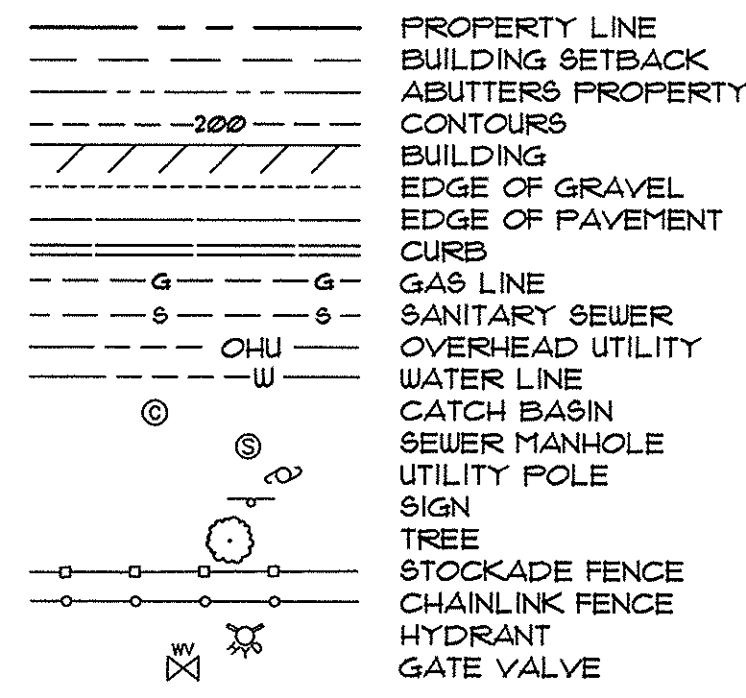 PROPERTY LINE
BUILDING SETBACK
ABUTTERS PROPERTY
200 CONTOURS
BUILDING
EDGE OF GRAVEL
EDGE OF PAVEMENT
CURB
G G GAS LINE
S S SANITARY SEWER
OHU OVERHEAD UTILITY
W WATER LINE
C CATCH BASIN
S SEWER MANHOLE
UTILITY POLE
SIGN
TREE
STOCKADE FENCE
CHAINLINK FENCE
HYDRANT
WV GATE VALVE